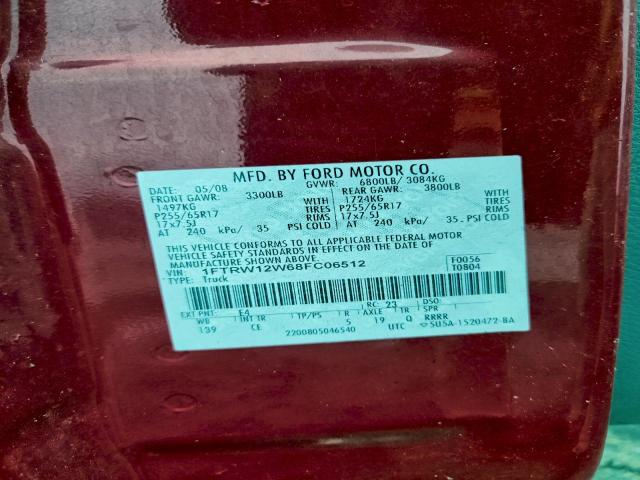 MFD. BY FORD MOTOR CO.
DATE: 05/08 GVWR: 6800LB/ 3084KG
FRONT GAWR: 3300LB REAR GAWR: 3800LB
1497KG WITH 1724KG WITH
P255/65R17 TIRES P255/65R17 TIRES
17x7.5J RIMS 17x7.5J RIMS
AT 240 kPa/ 35 PSI COLD AT 240 kPa/ 35 PSI COLD
THIS VEHICLE CONFORMS TO ALL APPLICABLE FEDERAL MOTOR
VEHICLE SAFETY STANDARDS IN EFFECT ON THE DATE OF
MANUFACTURE SHOWN ABOVE.
VIN: 1FTRW12W68FC06512 F0056
TYPE: Truck T0804
EXT PNT: E4 RC: 23 DSO:
WB INT TR TP/PS R AXLE TR SPR
139 CE 5 19 Q RRRR
2200805046540 UTC 5U5A-1520472-BA